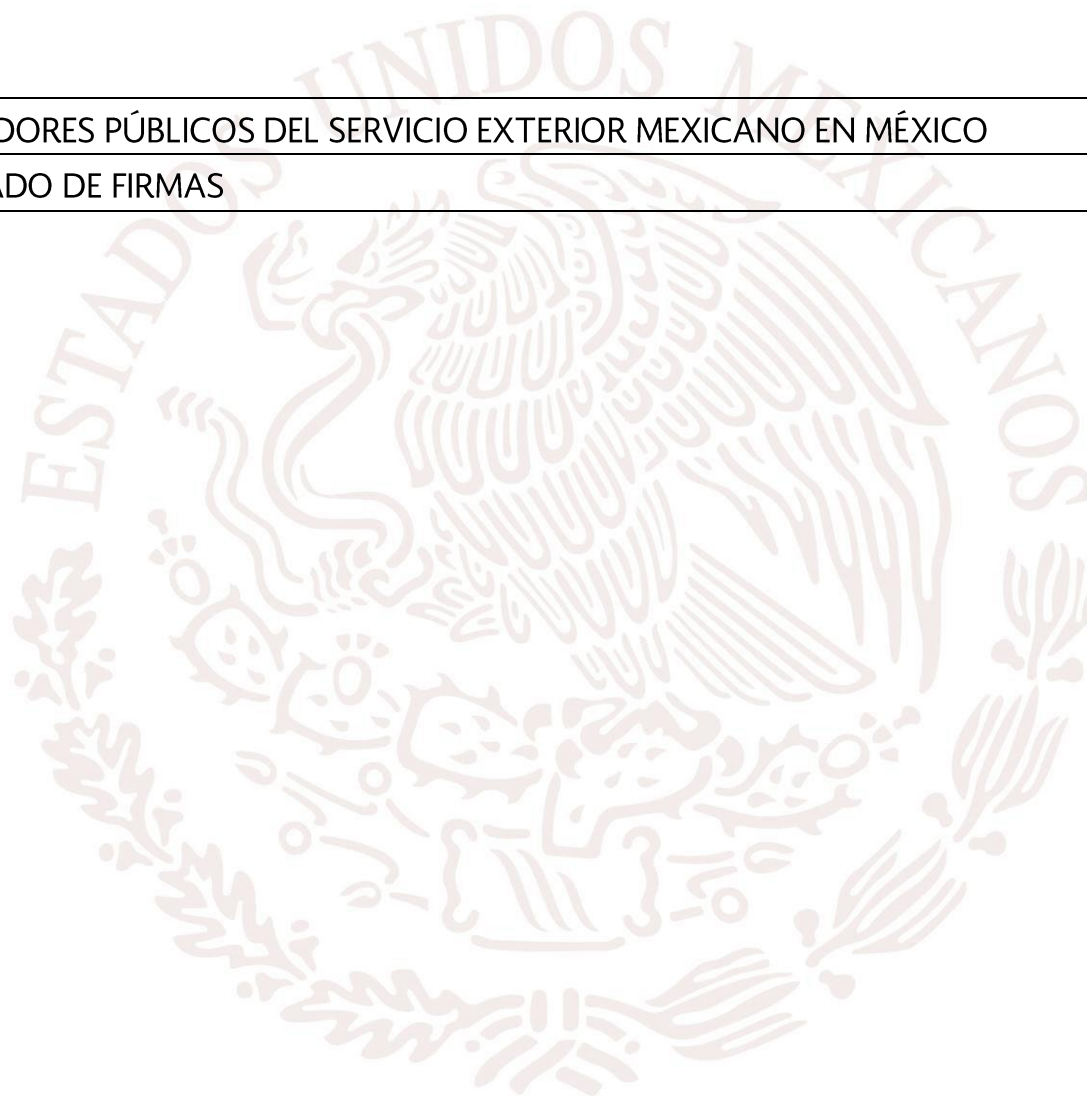 ESTADOS UNIDOS MEXICANOS
DORES PÚBLICOS DEL SERVICIO EXTERIOR MEXICANO EN MÉXICO
ADO DE FIRMAS